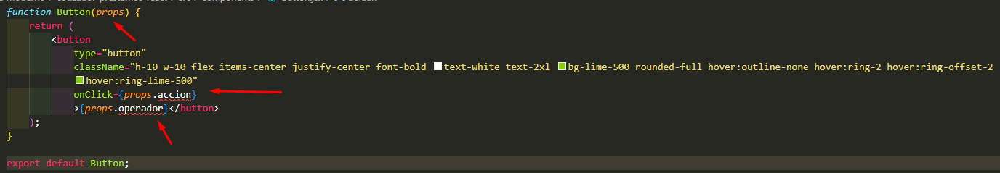 function Button(props) {
return (
<button
type="button"
className="h-10 w-10 flex items-center justify-center font-bold text-white text-2xl bg-lime-500 rounded-full hover:outline-none hover:ring-2 hover:ring-offset-2
hover:ring-lime-500"
onClick={props.accion}
>{props.operador}</button>
);
}
export default Button;